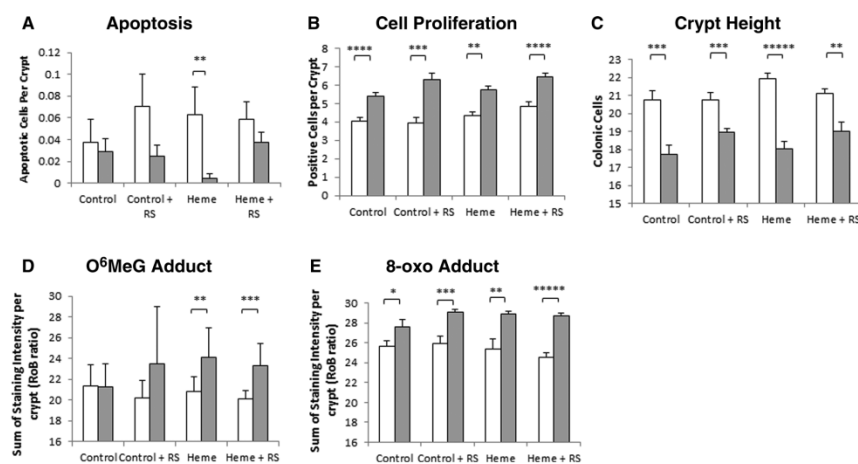 A Apoptosis
Apoptotic Cells Per Crypt
0.12
0.1
0.08
0.06
0.04
0.02
0
**
Control
Control +
RS
Heme
Heme +
RS
B Cell Proliferation
Positive Cells per Crypt
8
7
6
5
4
3
2
1
0
****
***
**
****
Control
Control + RS
Heme
Heme + RS
C Crypt Height
Colonic Cells
22
21
20
19
18
17
16
15
***
***
*****
**
Control
Control + RS
Heme
Heme + RS
D O⁶MeG Adduct
Sum of Staining Intensity per
crypt (RoB ratio)
30
28
26
24
22
20
18
16
**
***
Control
Control + RS
Heme
Heme + RS
E 8-oxo Adduct
Sum of Staining Intensity per
crypt (RoB ratio)
30
28
26
24
22
20
18
16
*
***
**
*****
Control
Control + RS
Heme
Heme + RS